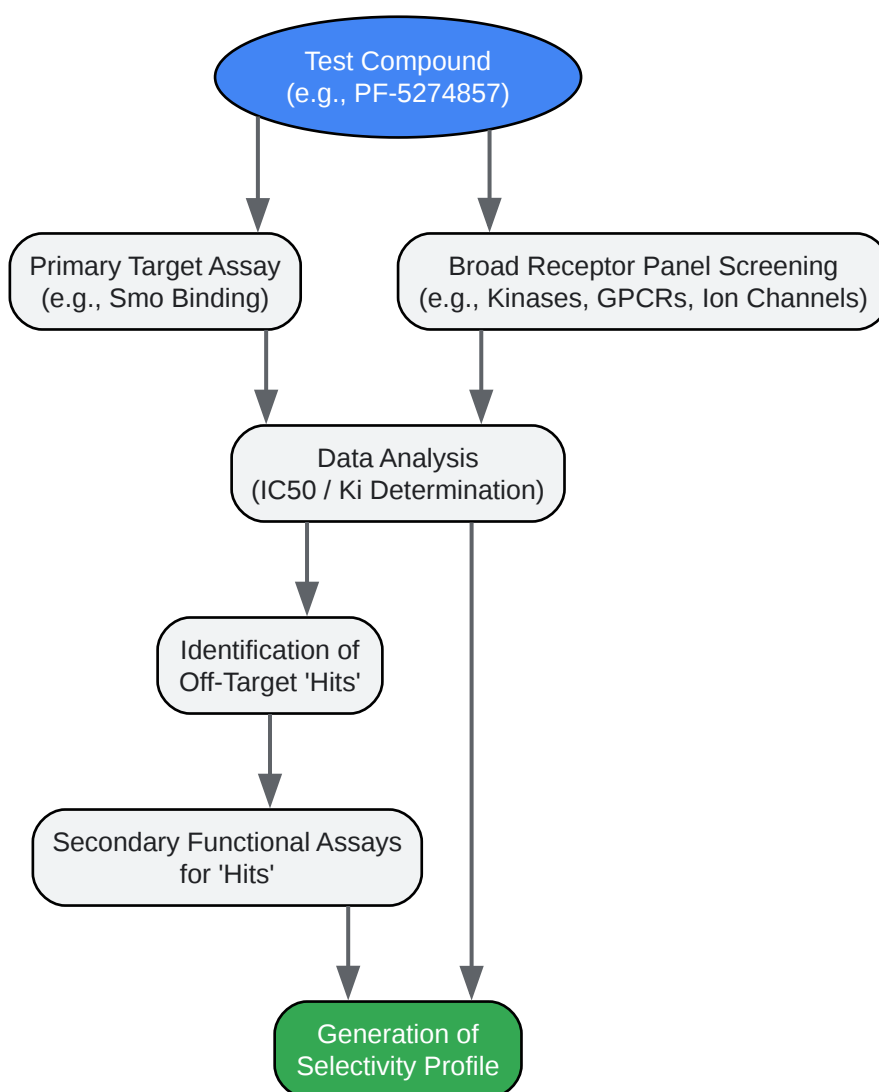 Test Compound
(e.g., PF-5274857)
Primary Target Assay
(e.g., Smo Binding)
Broad Receptor Panel Screening
(e.g., Kinases, GPCRs, Ion Channels)
Data Analysis
(IC50 / Ki Determination)
Identification of
Off-Target 'Hits'
Secondary Functional Assays
for 'Hits'
Generation of
Selectivity Profile